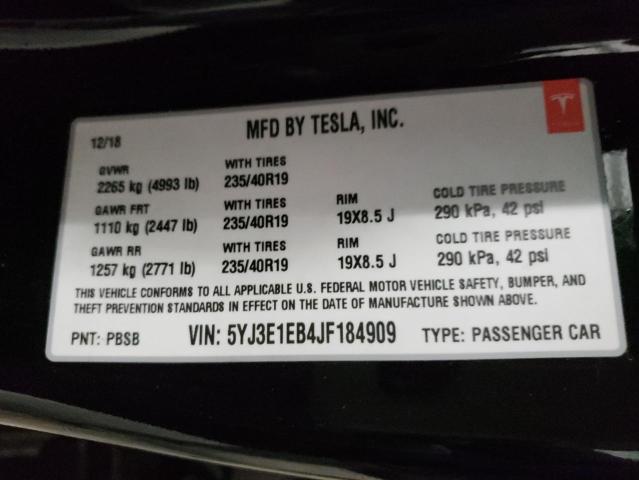 12/18 MFD BY TESLA, INC.
GVWR WITH TIRES
2265 kg (4993 lb) 235/40R19
GAWR FRT WITH TIRES RIM COLD TIRE PRESSURE
1110 kg (2447 lb) 235/40R19 19X8.5 J 290 kPa, 42 psi
GAWR RR WITH TIRES RIM COLD TIRE PRESSURE
1257 kg (2771 lb) 235/40R19 19X8.5 J 290 kPa, 42 psi
THIS VEHICLE CONFORMS TO ALL APPLICABLE U.S. FEDERAL MOTOR VEHICLE SAFETY, BUMPER, AND
THEFT PREVENTION STANDARDS IN EFFECT ON THE DATE OF MANUFACTURE SHOWN ABOVE.
PNT: PBSB VIN: 5YJ3E1EB4JF184909 TYPE: PASSENGER CAR